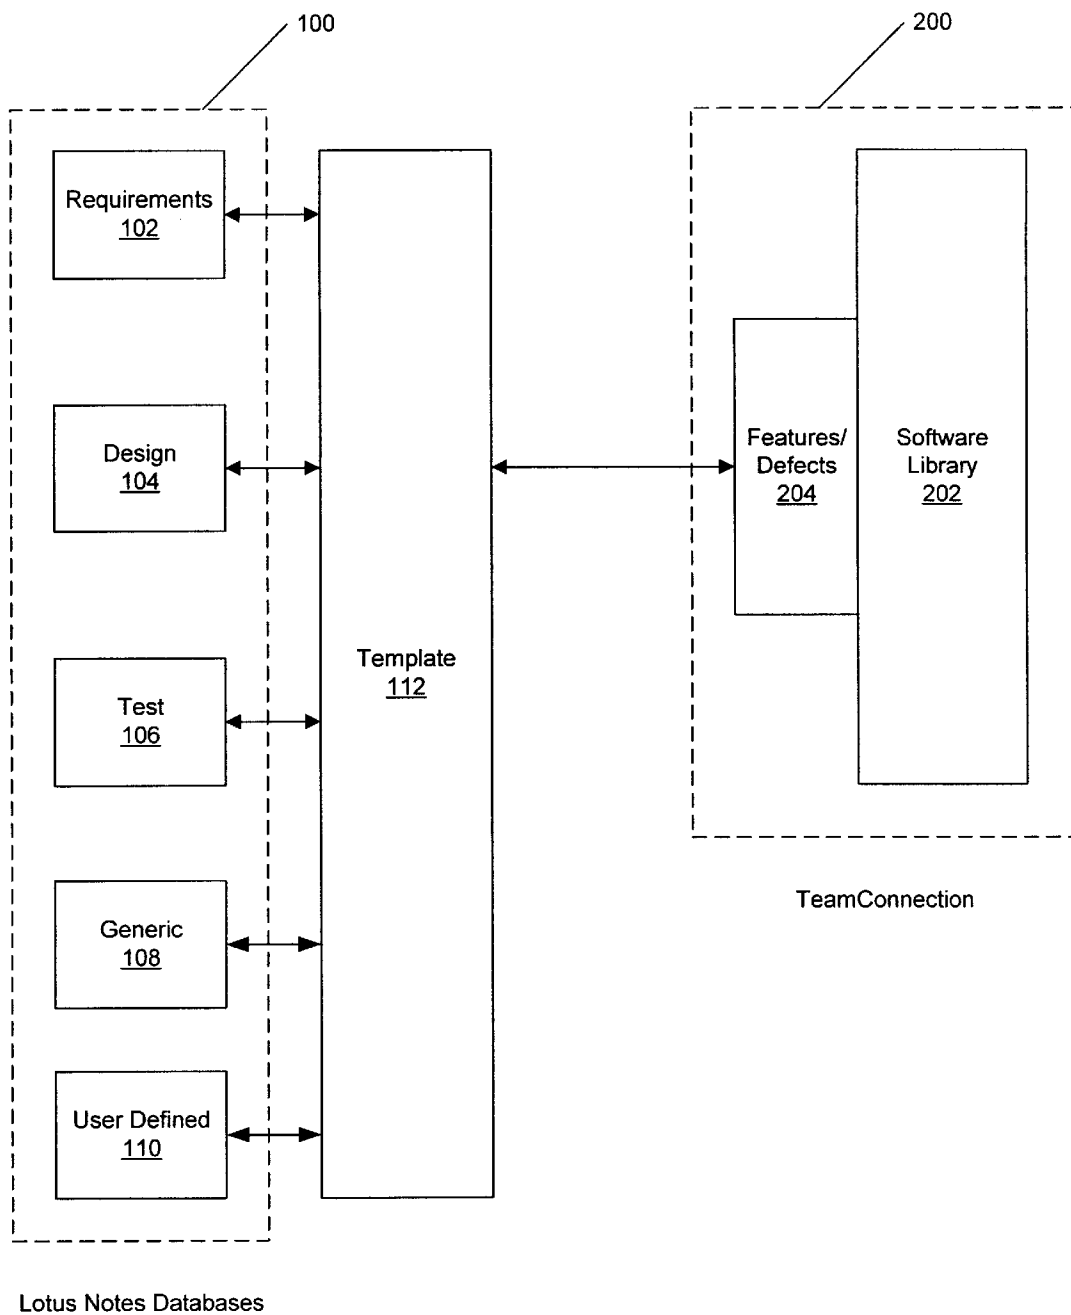 100
200
Requirements
102
Design
104
Test
106
Generic
108
User Defined
110
Template
112
Features/
Defects
204
Software
Library
202
TeamConnection
Lotus Notes Databases